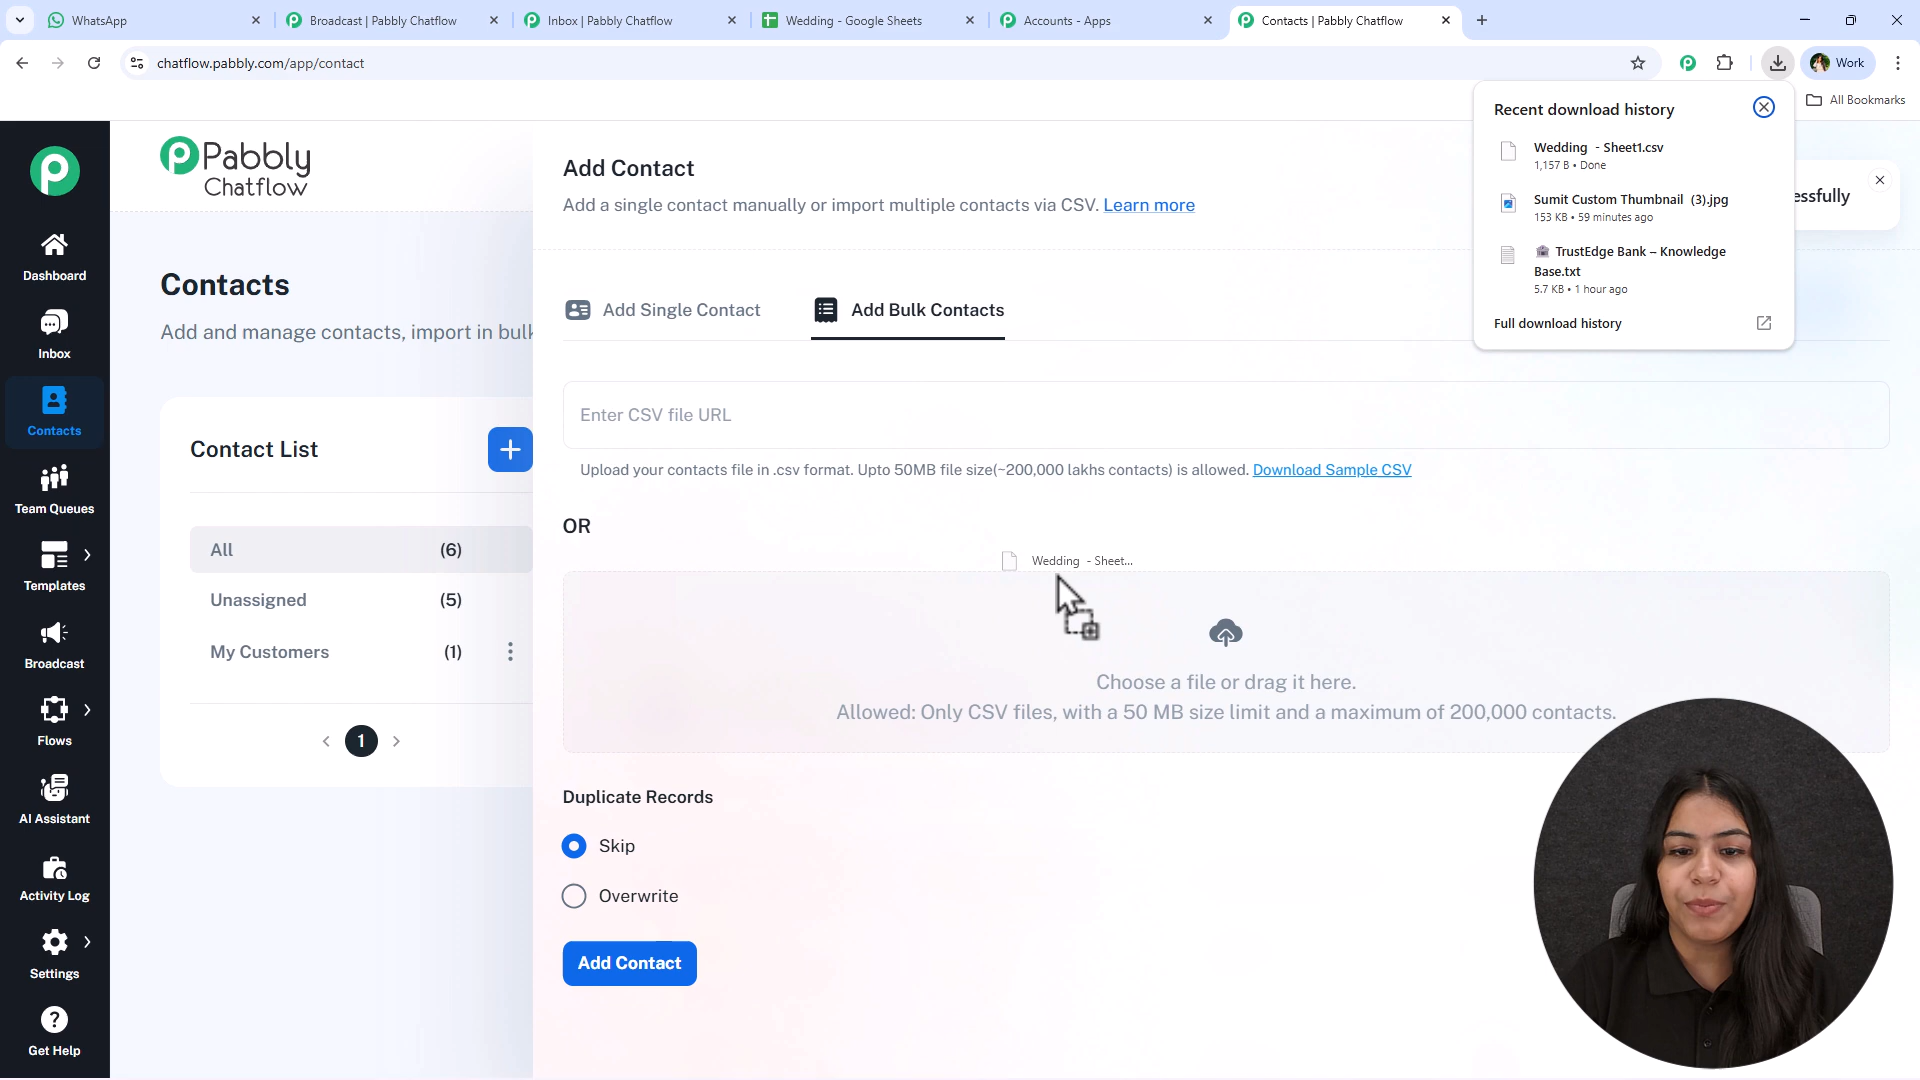 WhatsApp
Broadcast | Pabbly Chatflow
Inbox | Pabbly Chatflow
Wedding - Google Sheets
Accounts - Apps
Contacts | Pabbly Chatflow
chatflow.pabbly.com/app/contact
Work
All Bookmarks
Recent download history
Wedding - Sheet1.csv
1,157 B • Done
Sumit Custom Thumbnail (3).jpg
153 KB • 59 minutes ago
TrustEdge Bank – Knowledge
Base.txt
5.7 KB • 1 hour ago
Full download history
essfully
Dashboard
Inbox
Contacts
Team Queues
Templates
Broadcast
Flows
AI Assistant
Activity Log
Settings
Get Help
Pabbly
Chatflow
Contacts
Add and manage contacts, import in bulk
Contact List
All (6)
Unassigned (5)
My Customers (1)
1
Add Contact
Add a single contact manually or import multiple contacts via CSV. Learn more
Add Single Contact
Add Bulk Contacts
Enter CSV file URL
Upload your contacts file in .csv format. Upto 50MB file size(~200,000 lakhs contacts) is allowed. Download Sample CSV
OR
Wedding - Sheet...
Choose a file or drag it here.
Allowed: Only CSV files, with a 50 MB size limit and a maximum of 200,000 contacts.
Duplicate Records
Skip
Overwrite
Add Contact